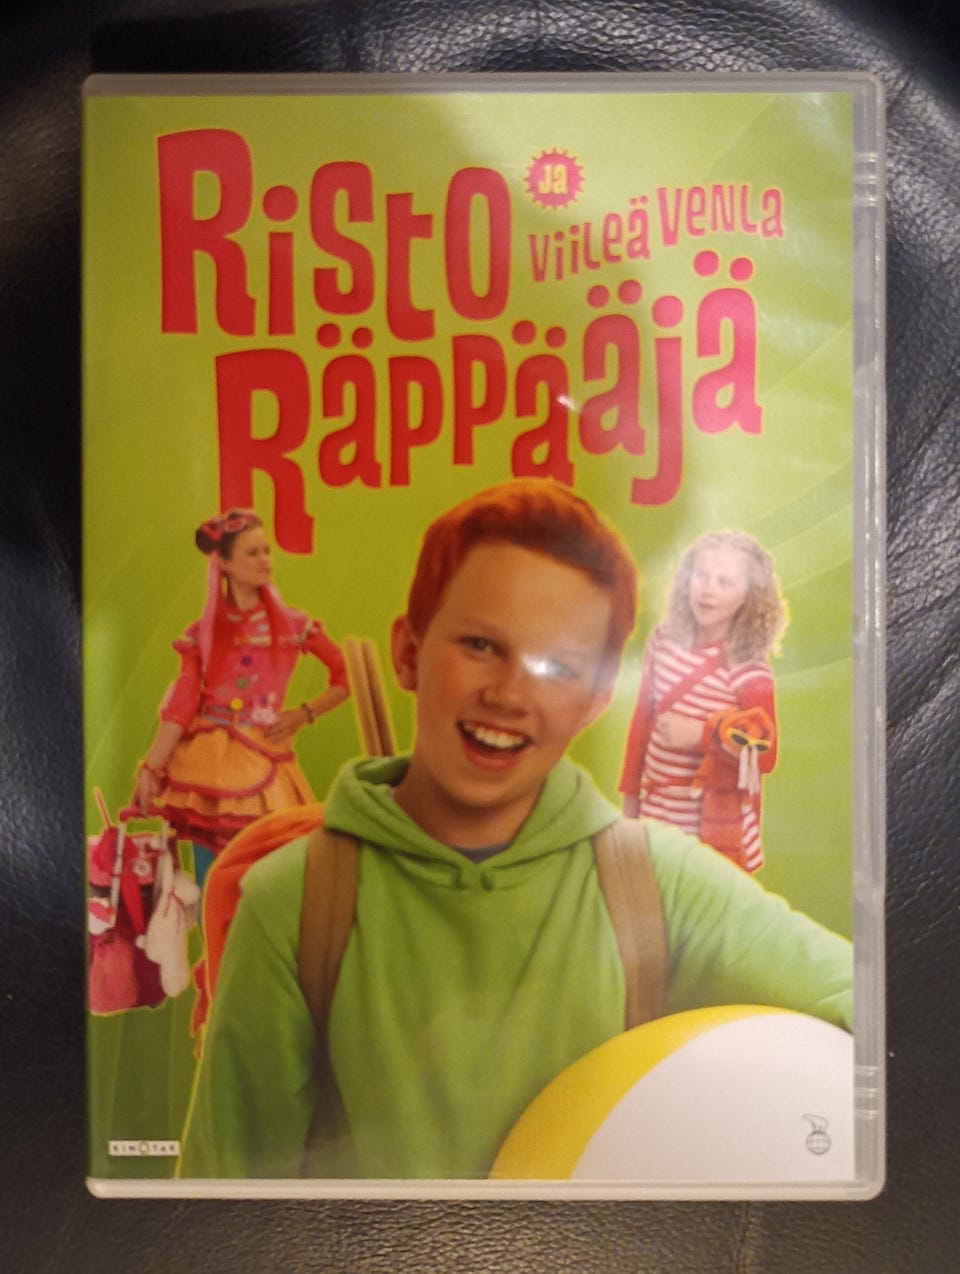 RiSTO
JA
ViiLEä VENLA
RäPPääJä
KINOTAR